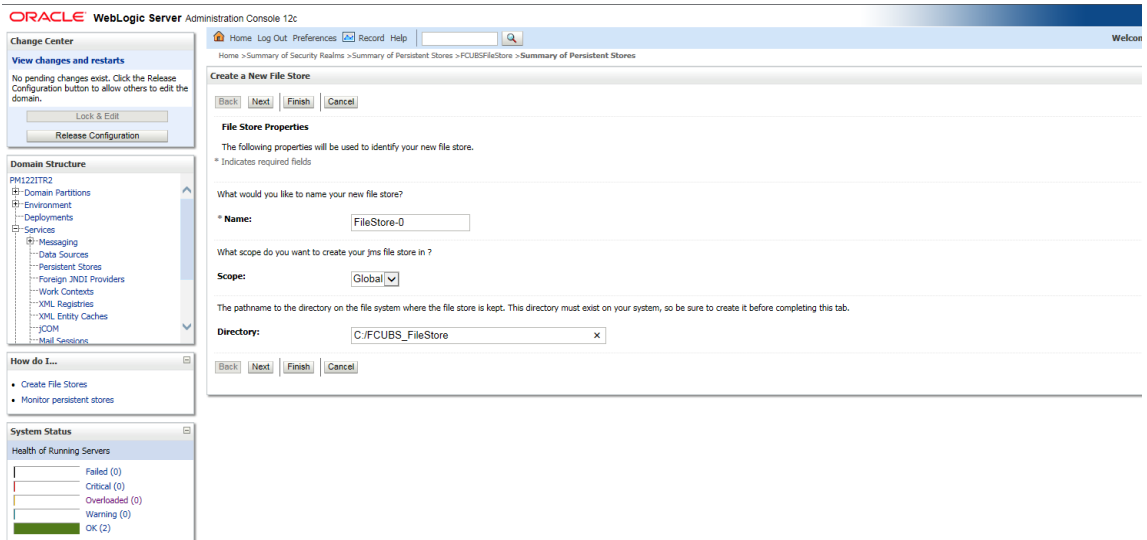 ORACLE WebLogic Server Administration Console 12c
Change Center
View changes and restarts
No pending changes exist. Click the Release
Configuration button to allow others to edit the
domain.
Lock & Edit
Release Configuration
Domain Structure
PM122ITR2
Domain Partitions
Environment
Deployments
Services
Messaging
Data Sources
Persistent Stores
Foreign JNDI Providers
Work Contexts
XML Registries
XML Entity Caches
jCOM
Mail Sessions
How do I...
Create File Stores
Monitor persistent stores
System Status
Health of Running Servers
Failed (0)
Critical (0)
Overloaded (0)
Warning (0)
OK (2)
Home Log Out Preferences Record Help
Welcom
Home >Summary of Security Realms >Summary of Persistent Stores >FCUBSFileStore >Summary of Persistent Stores
Create a New File Store
Back Next Finish Cancel
File Store Properties
The following properties will be used to identify your new file store.
* Indicates required fields
What would you like to name your new file store?
* Name: FileStore-0
What scope do you want to create your jms file store in ?
Scope: Global
The pathname to the directory on the file system where the file store is kept. This directory must exist on your system, so be sure to create it before completing this tab.
Directory: C:/FCUBS_FileStore
Back Next Finish Cancel